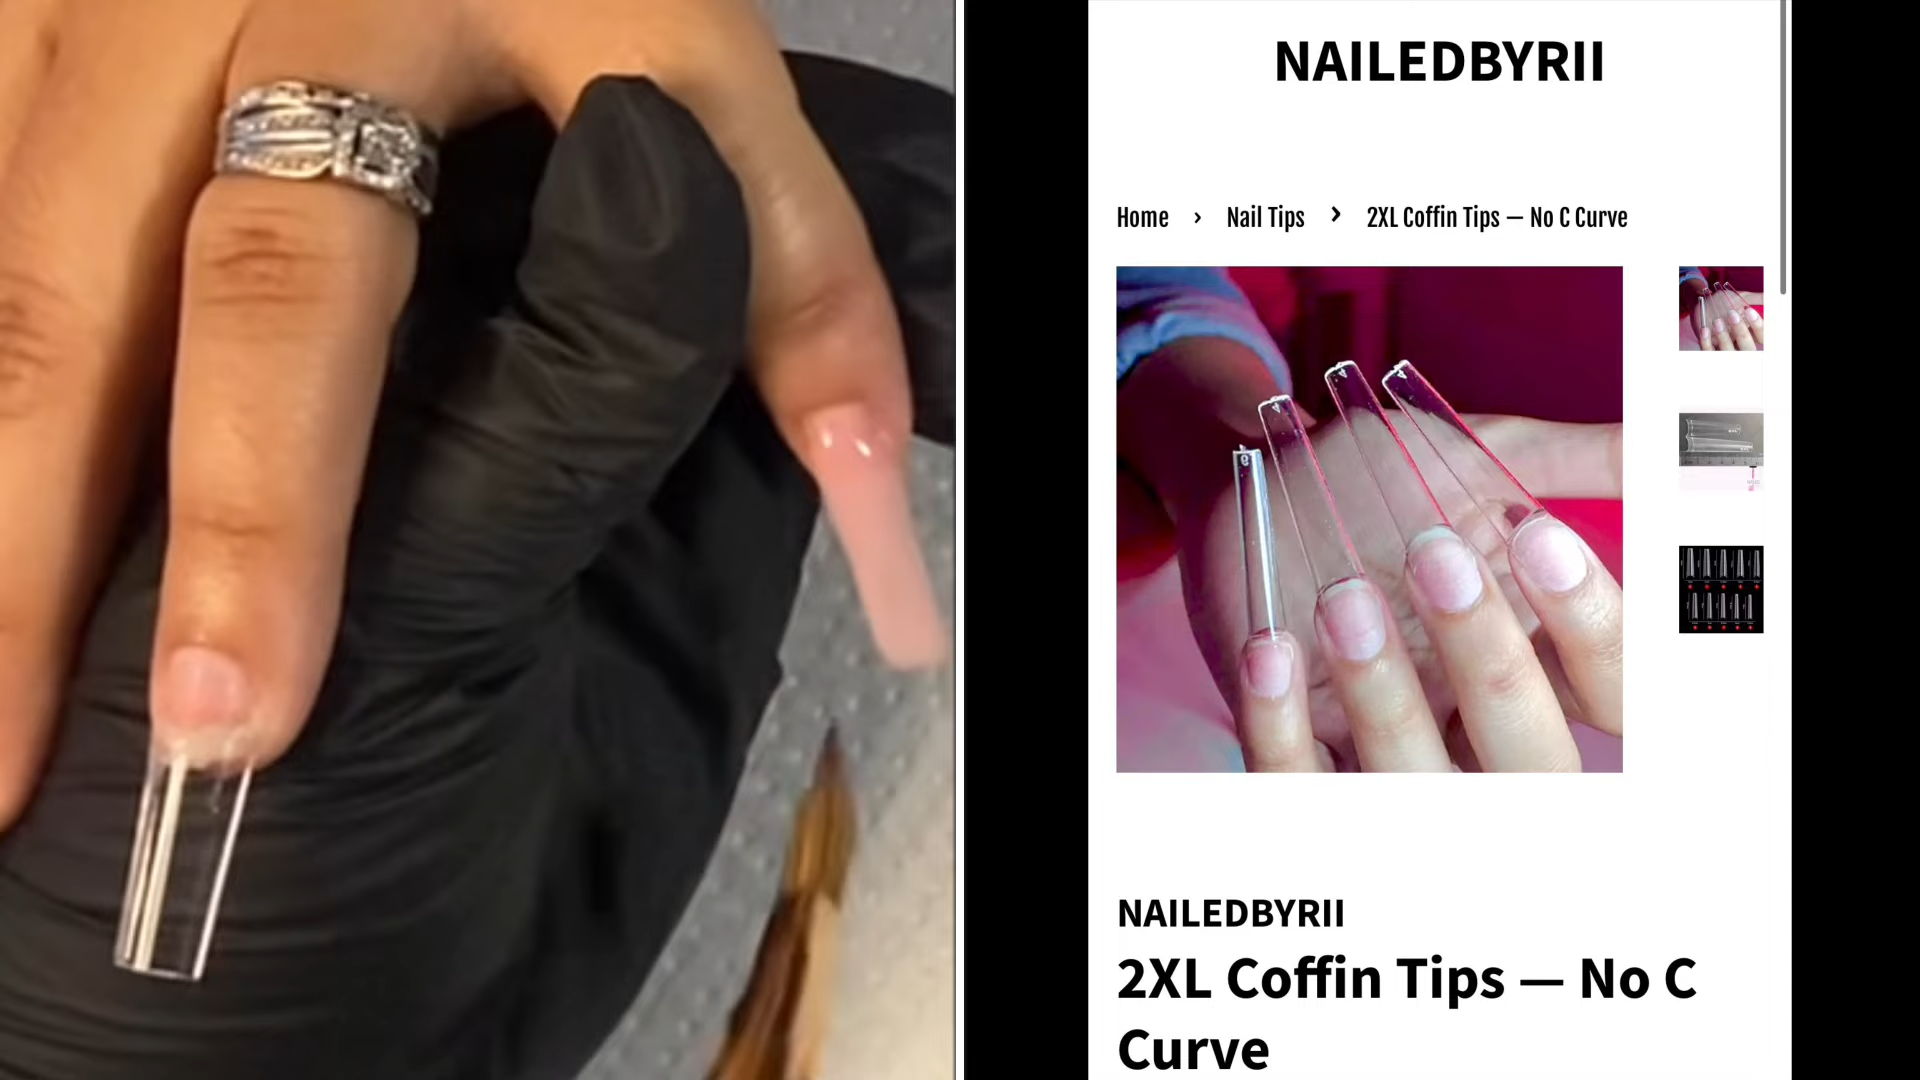 NAILEDBYRII
Home › Nail Tips › 2XL Coffin Tips — No C Curve
NAILEDBYRII
2XL Coffin Tips — No C
Curve